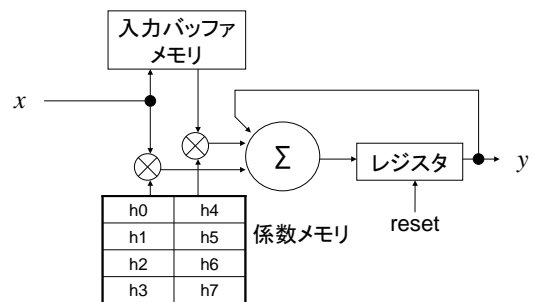 入力バッファ
メモリ
x
Σ
レジスタ
y
reset
係数メモリ
h0 h4
h1 h5
h2 h6
h3 h7